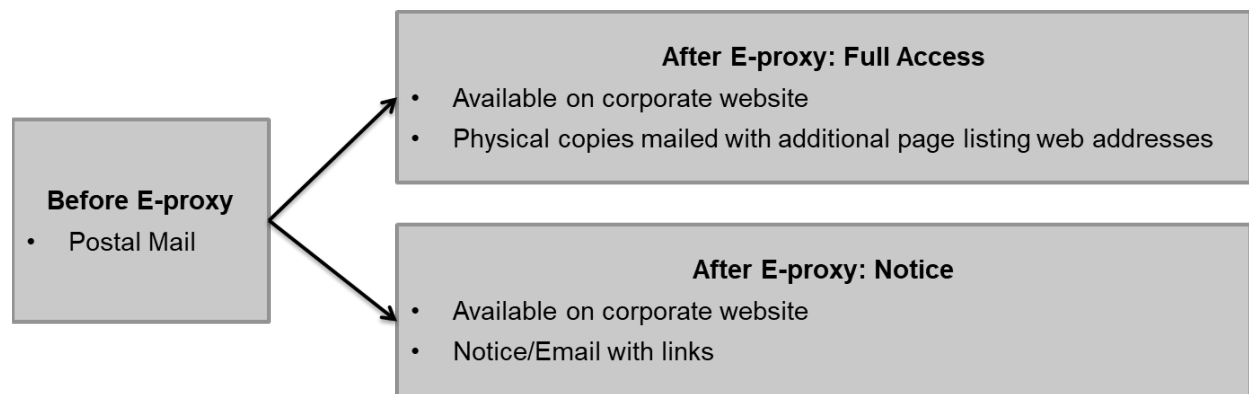 Before E-proxy
• Postal Mail
After E-proxy: Full Access
• Available on corporate website
• Physical copies mailed with additional page listing web addresses
After E-proxy: Notice
• Available on corporate website
• Notice/Email with links